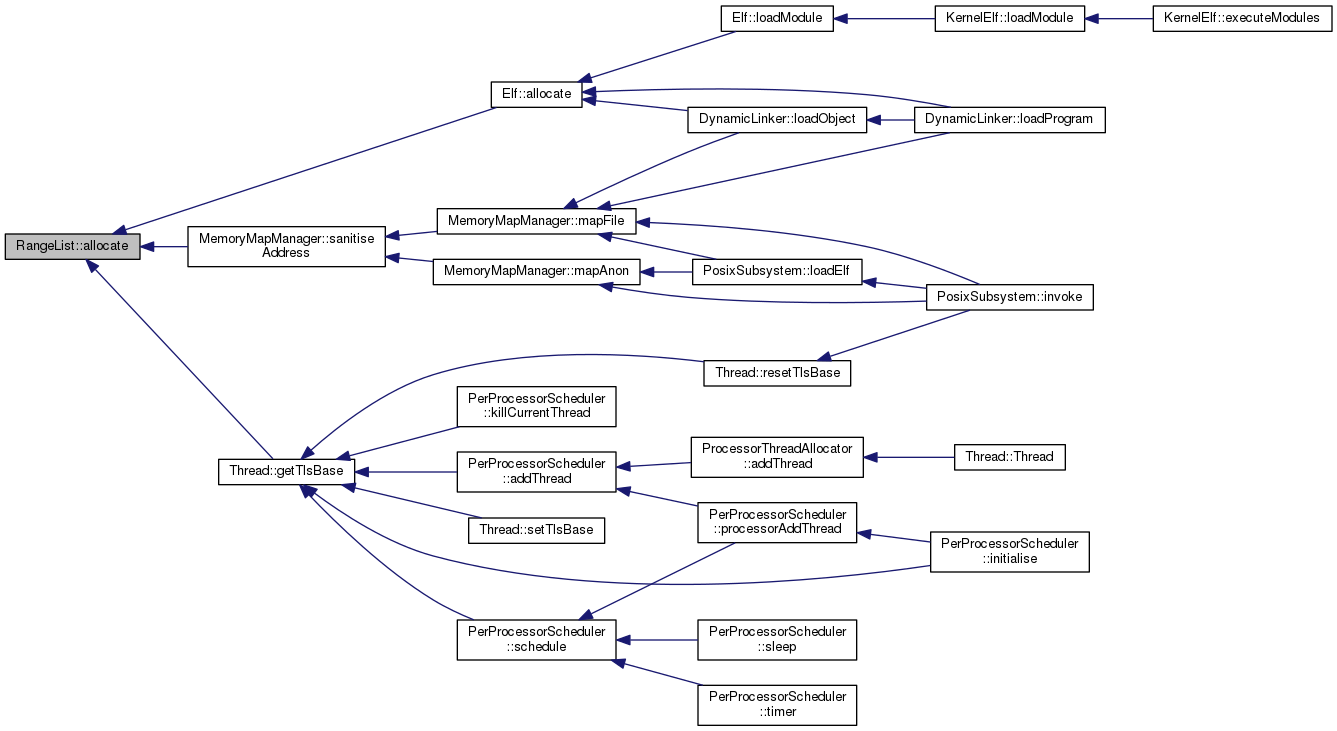 Elf::loadModule
KernelElf::loadModule
KernelElf::executeModules
Elf::allocate
DynamicLinker::loadObject
DynamicLinker::loadProgram
RangeList::allocate
MemoryMapManager::sanitise
Address
MemoryMapManager::mapFile
MemoryMapManager::mapAnon
PosixSubsystem::loadElf
PosixSubsystem::invoke
Thread::resetTlsBase
PerProcessorScheduler
::killCurrentThread
Thread::getTlsBase
PerProcessorScheduler
::addThread
ProcessorThreadAllocator
::addThread
Thread::Thread
Thread::setTlsBase
PerProcessorScheduler
::processorAddThread
PerProcessorScheduler
::initialise
PerProcessorScheduler
::schedule
PerProcessorScheduler
::sleep
PerProcessorScheduler
::timer